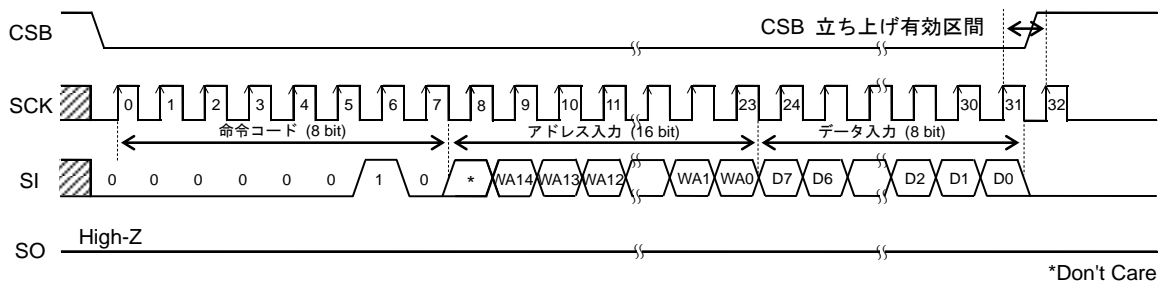 CSB
CSB 立ち上げ有効区間
SCK
0 1 2 3 4 5 6 7 8 9 10 11 23 24 30 31 32
命令コード (8 bit) アドレス入力 (16 bit) データ入力 (8 bit)
SI
0 0 0 0 0 0 1 0 * WA14 WA13 WA12 WA1 WA0 D7 D6 D2 D1 D0
SO
High-Z
*Don't Care